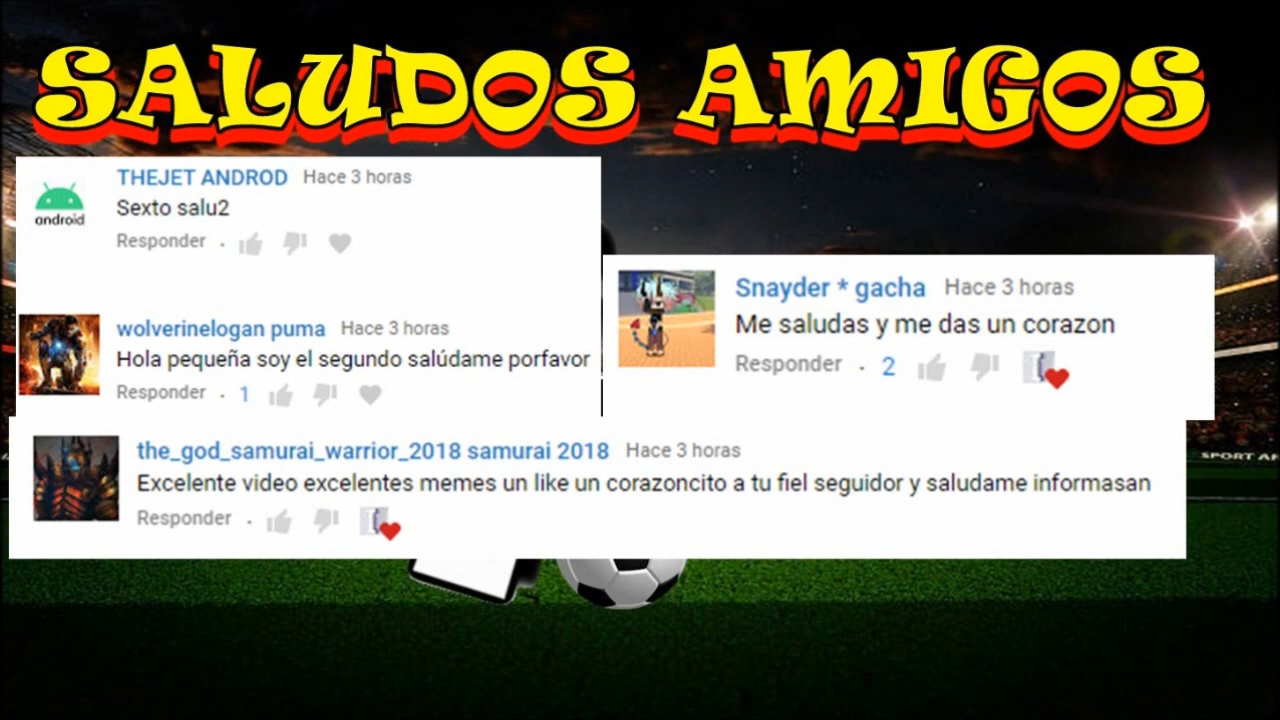 SALUDOS AMIGOS
android
THEJET ANDROD Hace 3 horas
Sexto salu2
Responder .
wolverinelogan puma Hace 3 horas
Hola pequeña soy el segundo salúdame porfavor
Responder . 1
Snayder * gacha Hace 3 horas
Me saludas y me das un corazon
Responder . 2
the_god_samurai_warrior_2018 samurai 2018 Hace 3 horas
Excelente video excelentes memes un like un corazoncito a tu fiel seguidor y saludame informasan
Responder .
SPORT